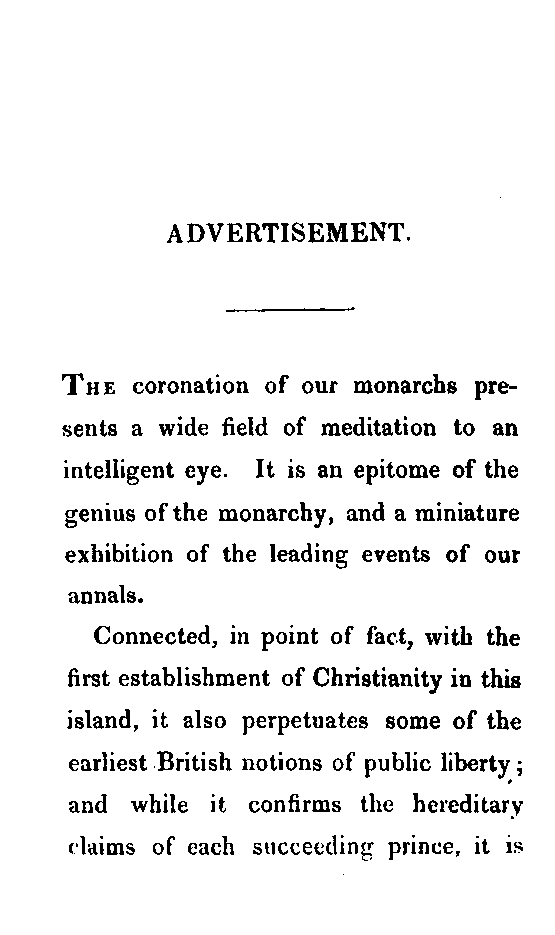 ADVERTISEMENT.
THE coronation of our monarchs pre-
sents a wide field of meditation to an
intelligent eye. It is an epitome of the
genius of the monarchy, and a miniature
exhibition of the leading events of our
annals.
Connected, in point of fact, with the
first establishment of Christianity in this
island, it also perpetuates some of the
earliest British notions of public liberty;
and while it confirms the hereditary
claims of each succeeding prince, it is